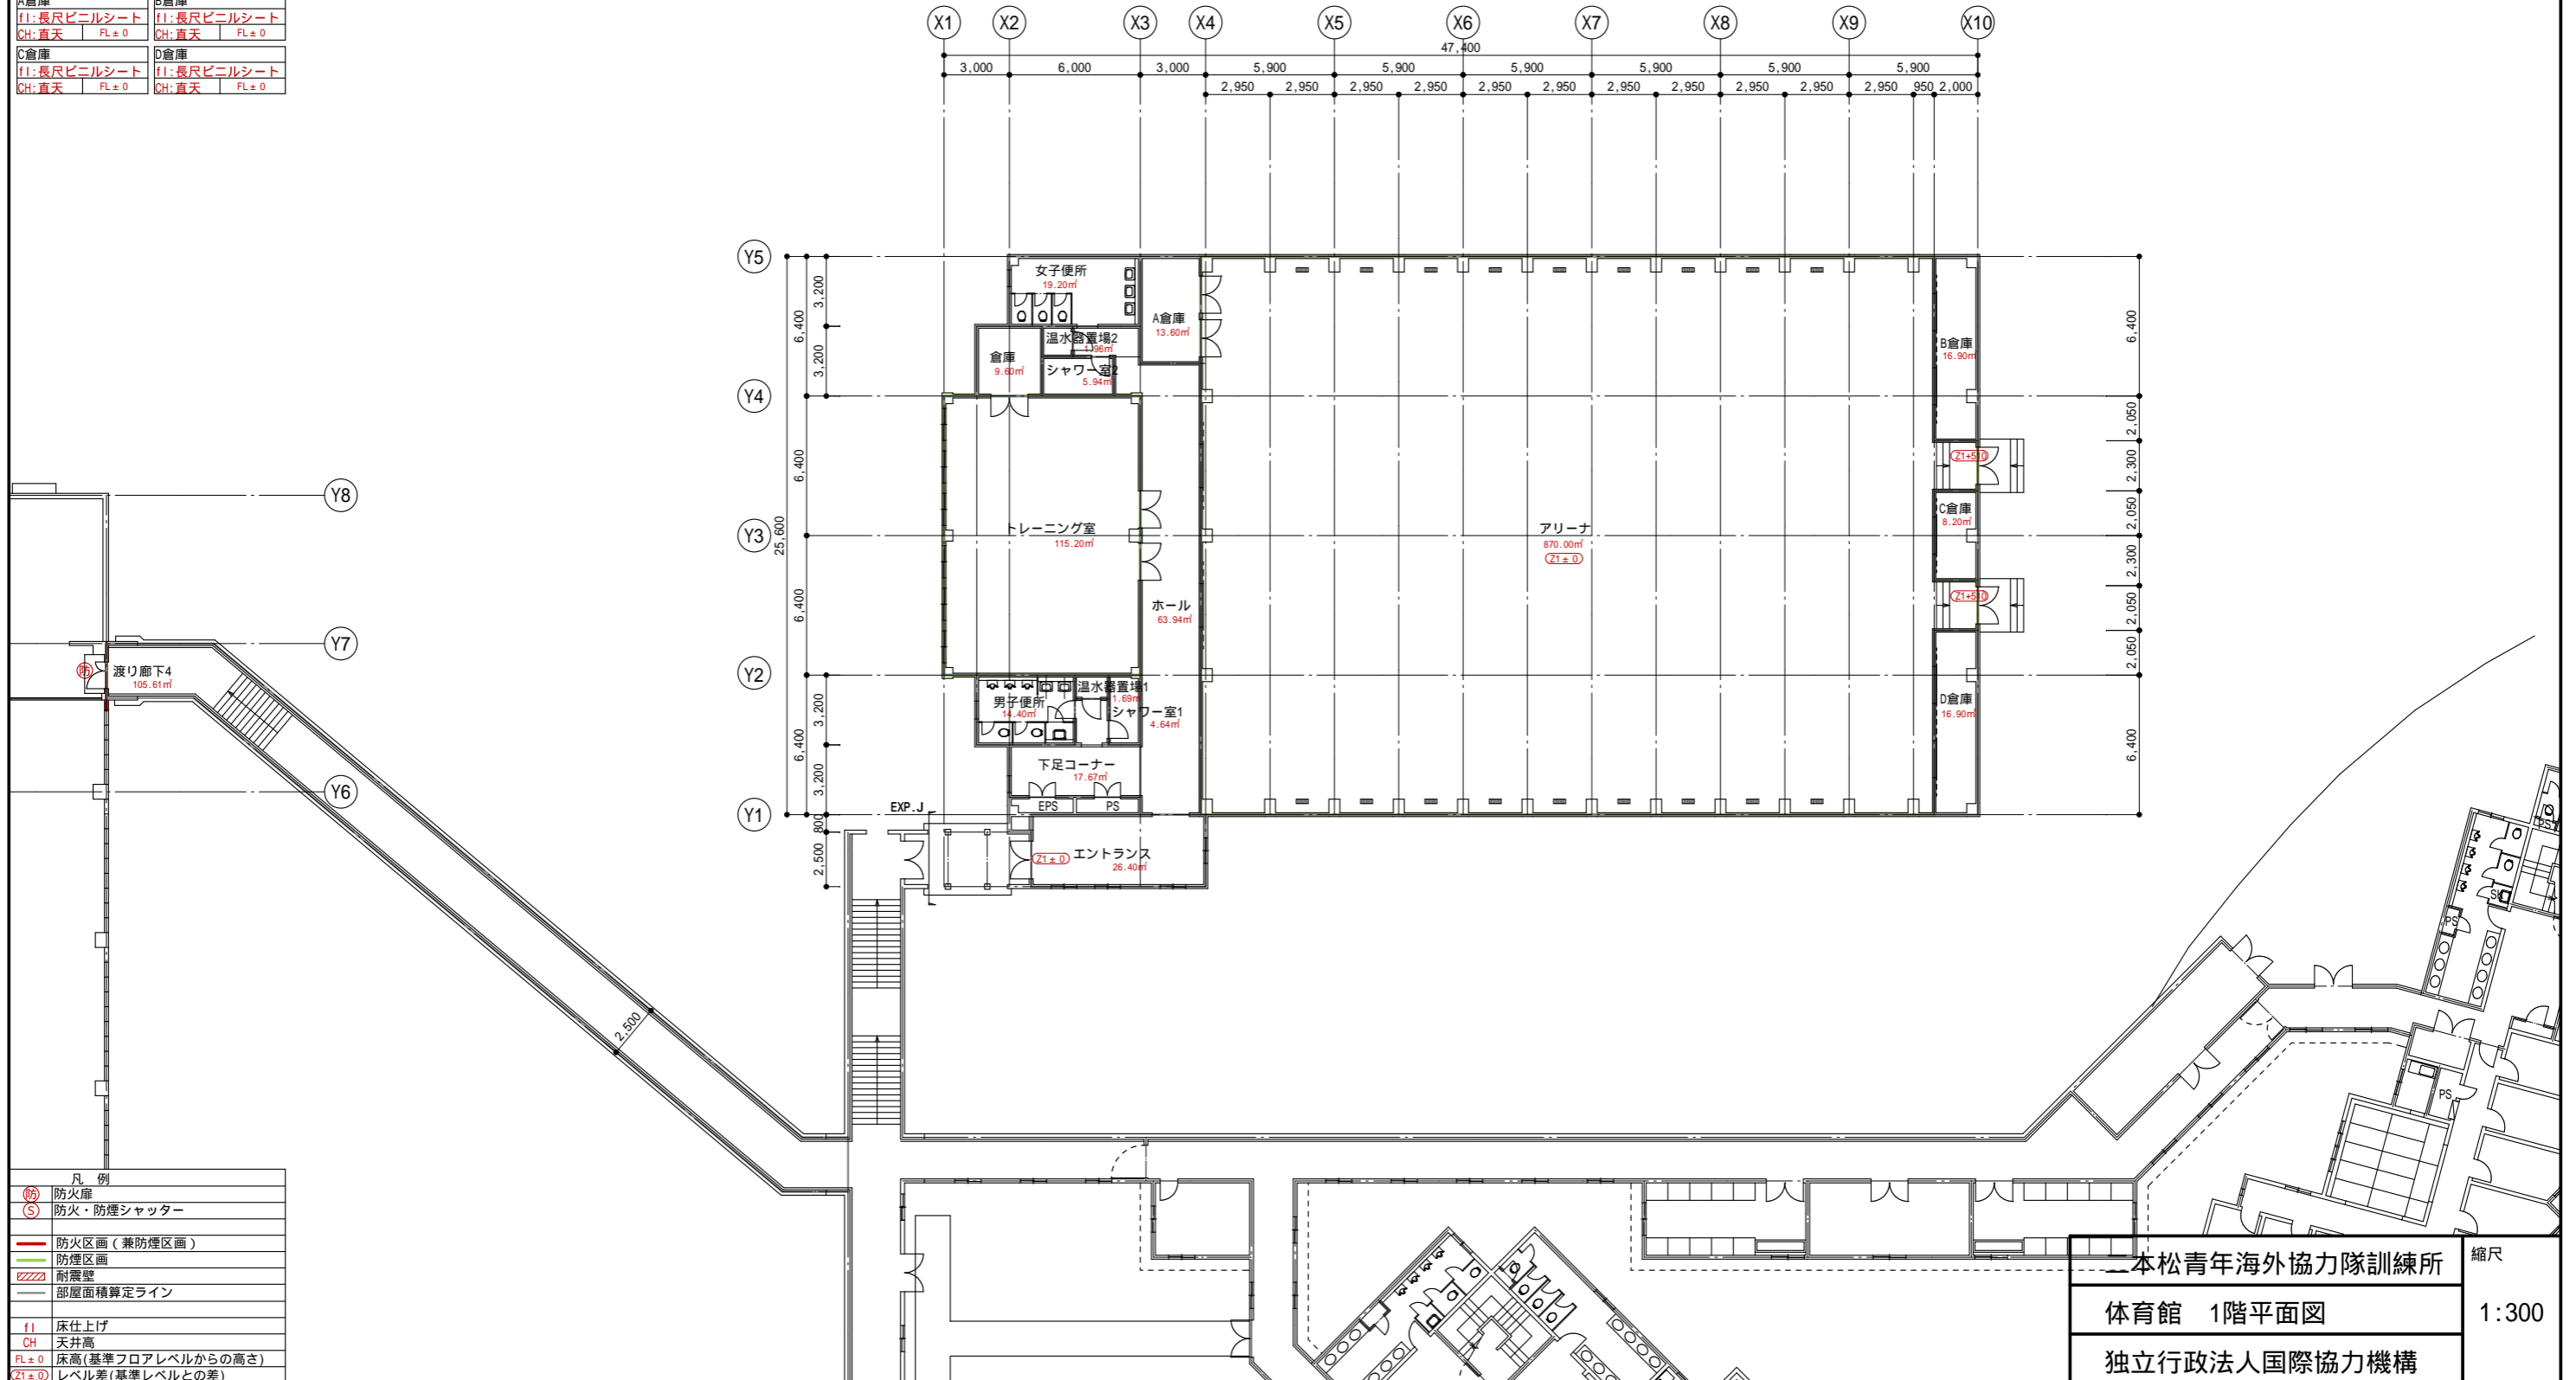 A倉庫
fl:長尺ビニルシート
CH:直天 FL±0
B倉庫
fl:長尺ビニルシート
CH:直天 FL±0
C倉庫
fl:長尺ビニルシート
CH:直天 FL±0
D倉庫
fl:長尺ビニルシート
CH:直天 FL±0
X1 X2 X3 X4 X5 X6 X7 X8 X9 X10
47,400
3,000 6,000 3,000 5,900 5,900 5,900 5,900 5,900 5,900
2,950 2,950 2,950 2,950 2,950 2,950 2,950 2,950 2,950 2,950 2,950 950 2,000
Y5
Y4
Y3
Y2
Y1
25,600
6,400
6,400
6,400
6,400
3,200
3,200
3,200
3,200
800
2,500
女子便所
19.20㎡
A倉庫
13.60㎡
温水器置場2
1.96㎡
倉庫
9.60㎡
シャワー室2
5.94㎡
トレーニング室
115.20㎡
ホール
63.94㎡
アリーナ
870.00㎡
Z1±0
B倉庫
16.90㎡
C倉庫
8.20㎡
D倉庫
16.90㎡
6,400
2,050
2,300
2,050
2,300
2,050
2,050
6,400
温水器置場1
1.69㎡
男子便所
14.40㎡
シャワー室1
4.64㎡
下足コーナー
17.67㎡
EPS PS
EXP.J
Z1±0
エントランス
26.40㎡
Y8
Y7
Y6
防
渡り廊下4
105.61㎡
2,500
PS
SK
PS
PS
凡 例
防 防火扉
S 防火・防煙シャッター
防火区画(兼防煙区画)
防煙区画
耐震壁
部屋面積算定ライン
fl 床仕上げ
CH 天井高
FL±0 床高(基準フロアレベルからの高さ)
Z1±0 レベル差(基準レベルとの差)
二本松青年海外協力隊訓練所
体育館 1階平面図
独立行政法人国際協力機構
縮尺
1:300